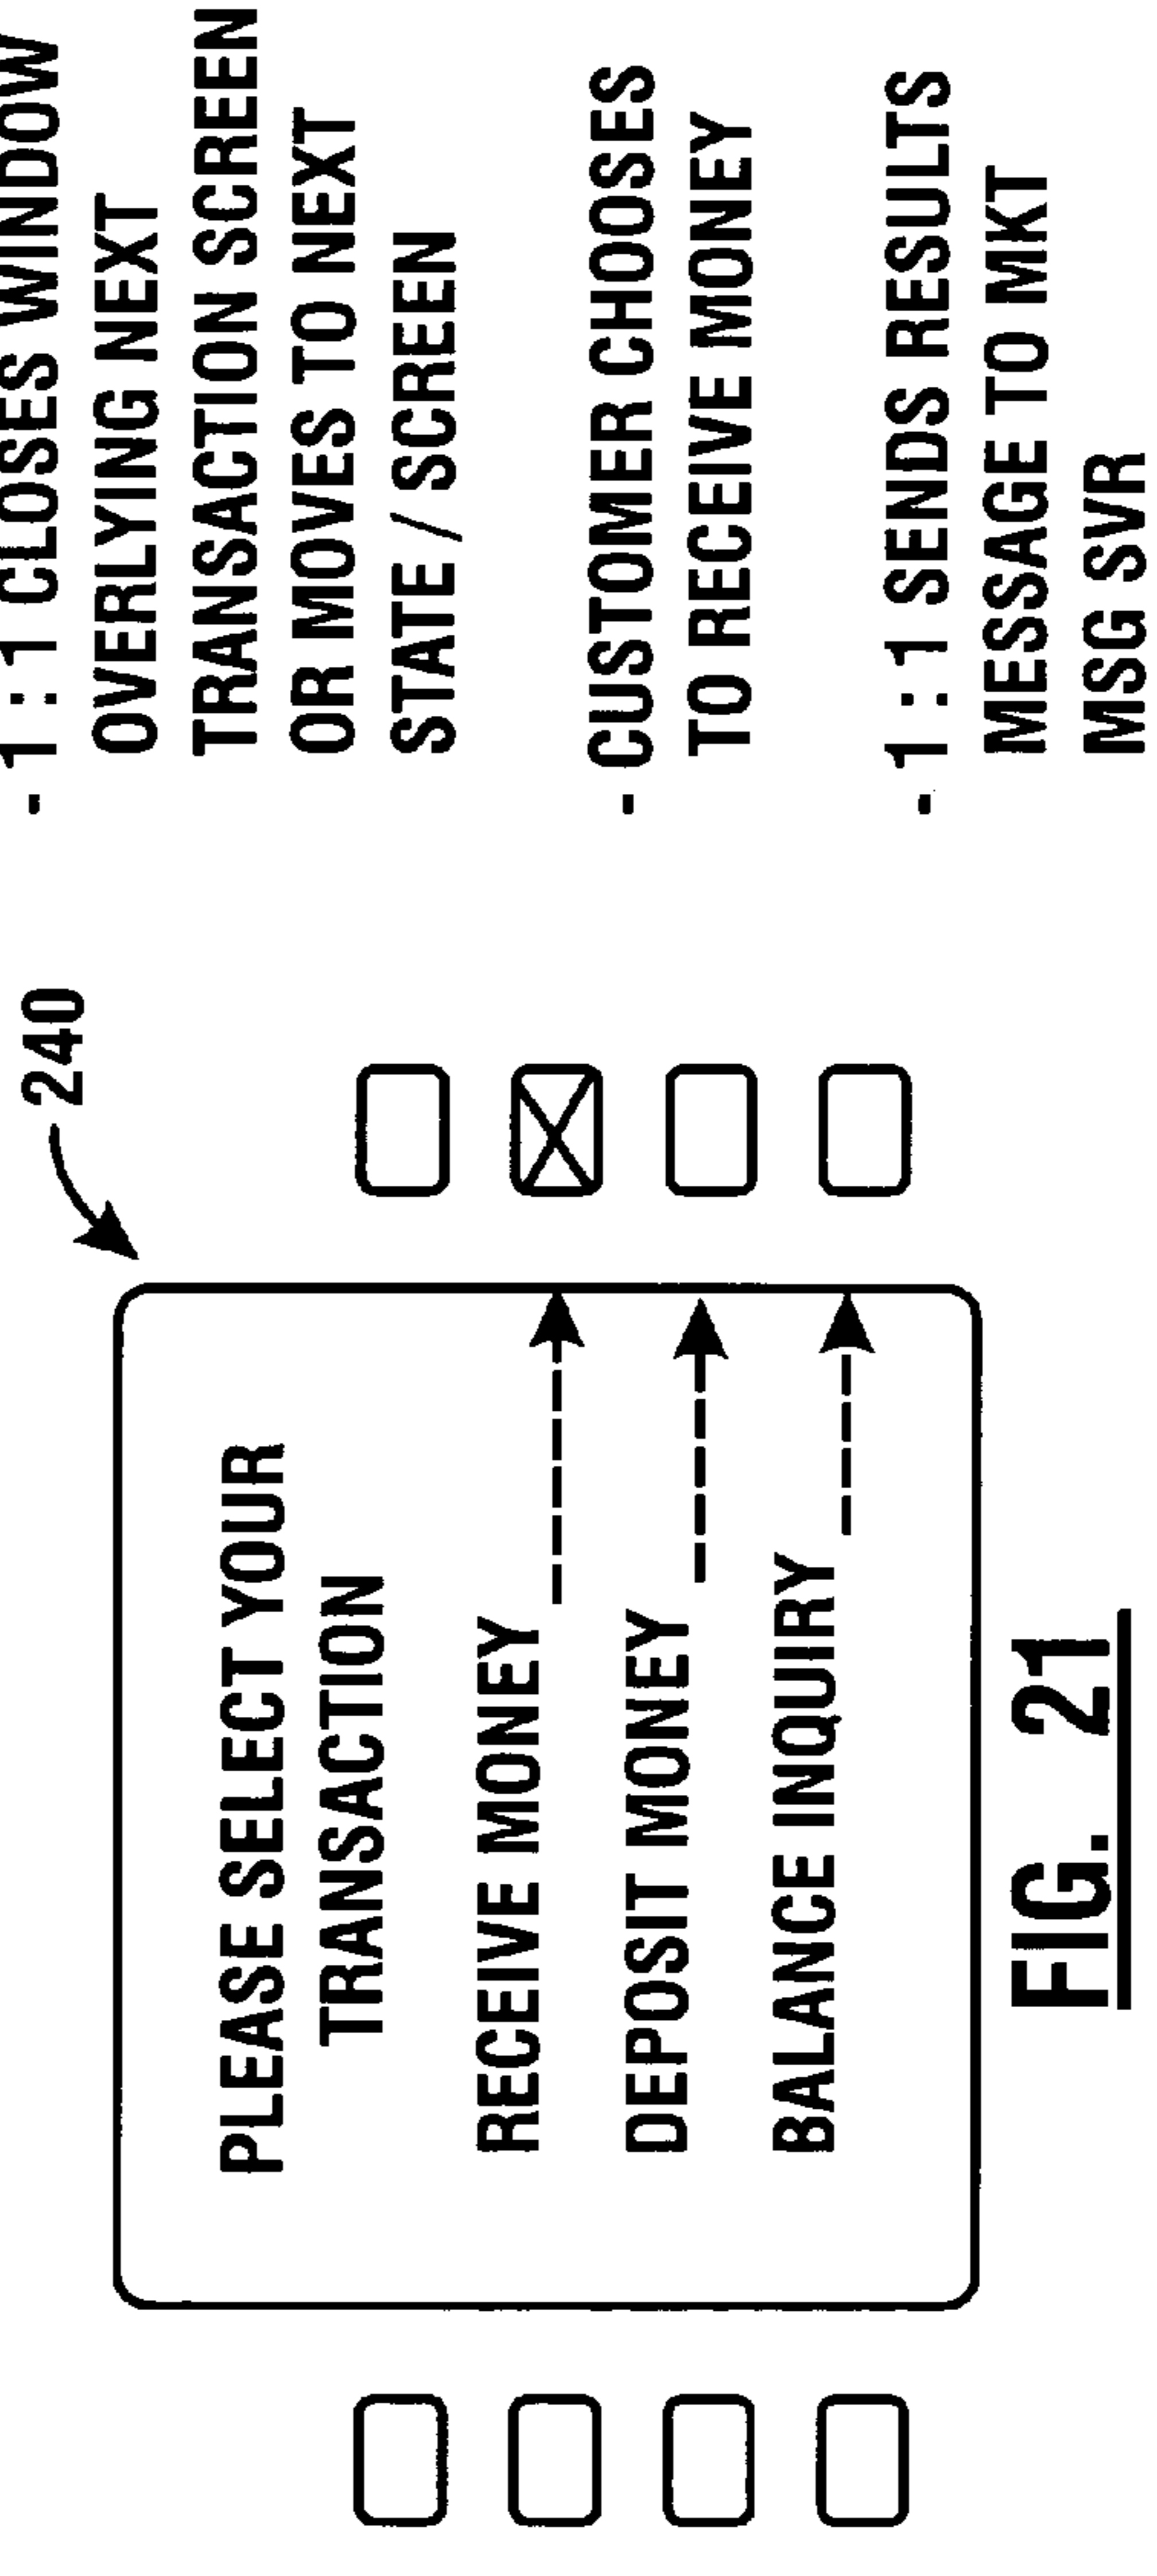 240
PLEASE SELECT YOUR
TRANSACTION
RECEIVE MONEY
DEPOSIT MONEY
BALANCE INQUIRY
FIG. 21
- 1 : 1 CLOSES WINDOW
OVERLYING NEXT
TRANSACTION SCREEN
OR MOVES TO NEXT
STATE / SCREEN
- CUSTOMER CHOOSES
TO RECEIVE MONEY
- 1 : 1 SENDS RESULTS
MESSAGE TO MKT
MSG SVR